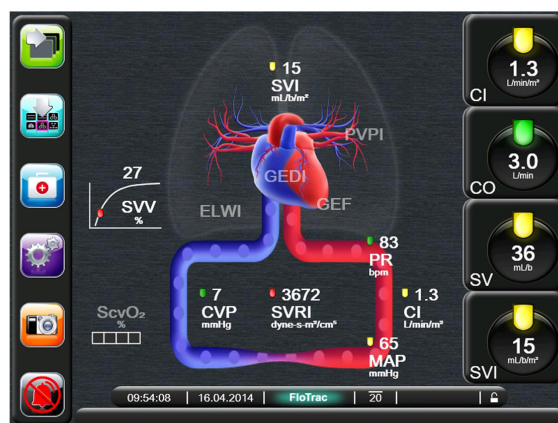 15
SVI
mL/b/m²
PVPI
GEDI
GEF
ELWI
27
SVV
%
83
PR
bpm
7
CVP
mmHg
3672
SVRI
dyne-s-m²/cm⁵
1.3
CI
L/min/m²
65
MAP
mmHg
ScvO₂
%
1.3
L/min/m²
CI
3.0
L/min
CO
36
mL/b
SV
15
mL/b/m²
SVI
09:54:08 | 16.04.2014 | FloTrac | 20 | |